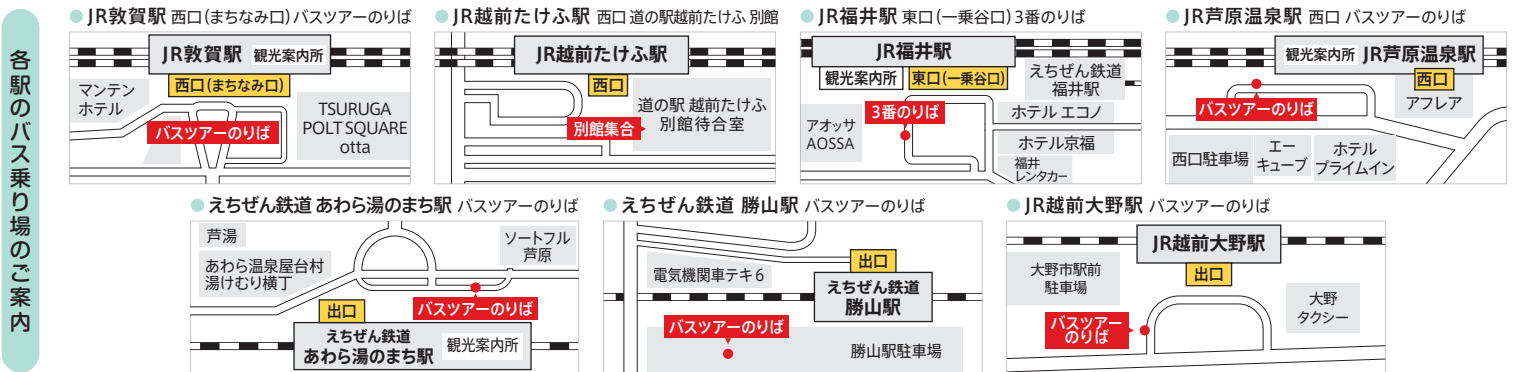 各駅のバス乗り場のご案内
JR敦賀駅 西口(まちなみ口)バスツアーのりば
JR敦賀駅 観光案内所
西口(まちなみ口)
マンテン
ホテル
バスツアーのりば
TSURUGA
POLT SQUARE
otta
JR越前たけふ駅 西口 道の駅越前たけふ 別館
JR越前たけふ駅
西口
道の駅 越前たけふ
別館待合室
別館集合
JR福井駅 東口(一乗谷口)3番のりば
JR福井駅
観光案内所 東口(一乗谷口)
えちぜん鉄道
福井駅
3番のりば
アオッサ
AOSSA
ホテル エコノ
ホテル京福
福井
レンタカー
JR芦原温泉駅 西口 バスツアーのりば
観光案内所 JR芦原温泉駅
西口
アフレア
バスツアーのりば
西口駐車場
エー
キューブ
ホテル
プライムイン
えちぜん鉄道 あわら湯のまち駅 バスツアーのりば
芦湯
あわら温泉屋台村
湯けむり横丁
ソートフル
芦原
バスツアーのりば
出口
えちぜん鉄道
あわら湯のまち駅
観光案内所
えちぜん鉄道 勝山駅 バスツアーのりば
電気機関車テキ6
出口
えちぜん鉄道
勝山駅
バスツアーのりば
勝山駅駐車場
JR越前大野駅 バスツアーのりば
JR越前大野駅
出口
大野市駅前
駐車場
大野
タクシー
バスツアー
のりば